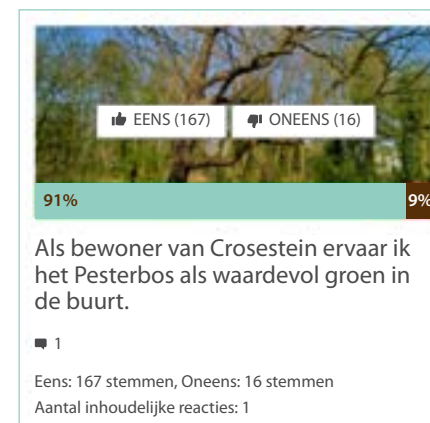 EENS (167) ONEENS (16)
91% 9%
Als bewoner van Crosestein ervaar ik
het Pesterbos als waardevol groen in
de buurt.
1
Eens: 167 stemmen, Oneens: 16 stemmen
Aantal inhoudelijke reacties: 1